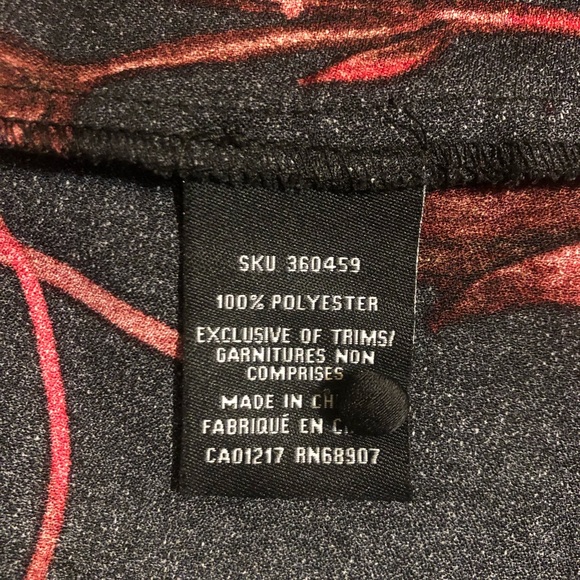 SKU 360459
100% POLYESTER
EXCLUSIVE OF TRIMS/
GARNITURES NON
COMPRISES
MADE IN
FABRIQUÉ EN
CA01217 RN68907